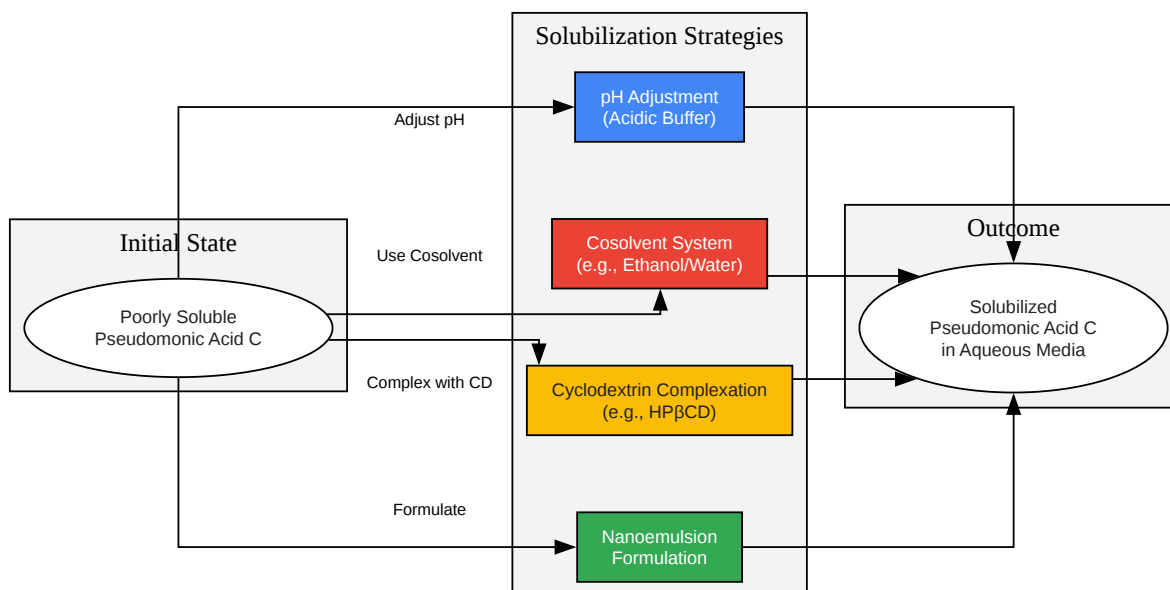 Solubilization Strategies
pH Adjustment
(Acidic Buffer)
Adjust pH
Initial State
Outcome
Use Cosolvent
Cosolvent System
(e.g., Ethanol/Water)
Poorly Soluble
Pseudomonic Acid C
Solubilized
Pseudomonic Acid C
in Aqueous Media
Complex with CD
Cyclodextrin Complexation
(e.g., HPβCD)
Formulate
Nanoemulsion
Formulation